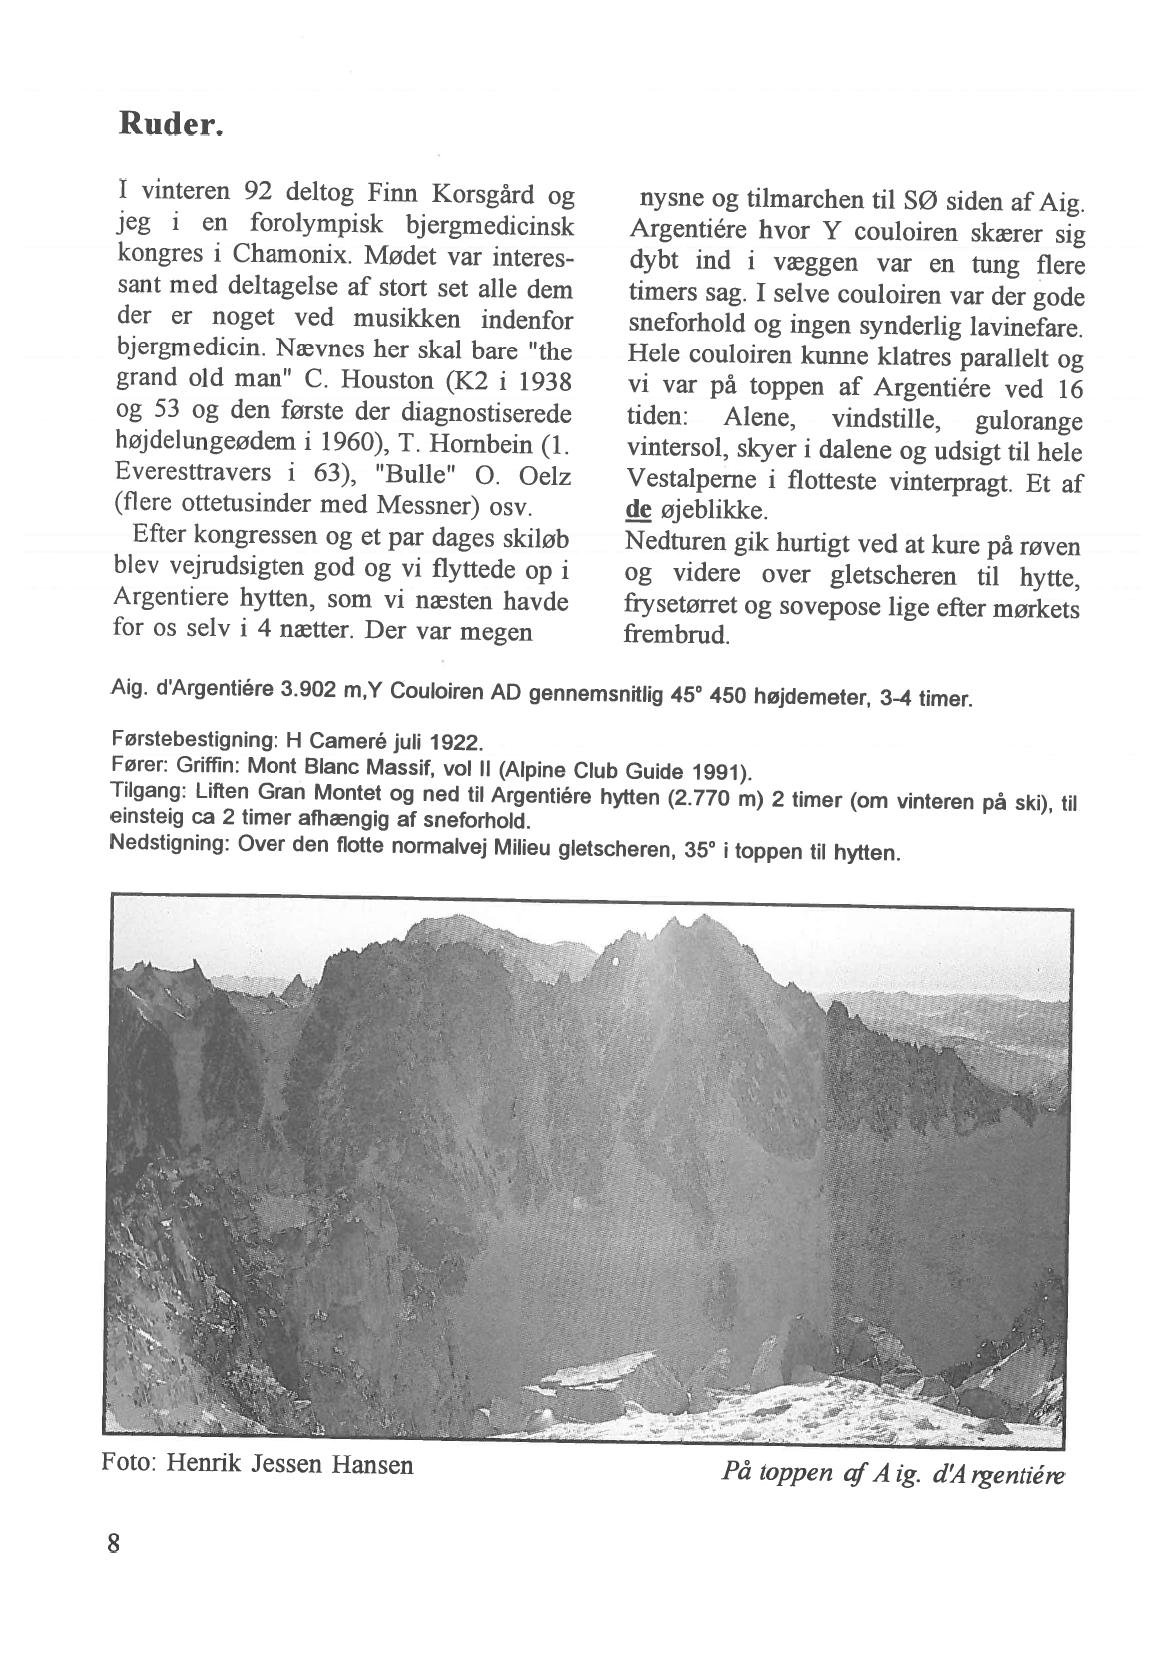 Ruder.
I vinteren 92 deltog Finn Korsgård og
jeg i en forolympisk bjergmedicinsk
kongres i Chamonix. Mødet var interes-
sant med deltagelse af stort set alle dem
der er noget ved musikken indenfor
bjergmedicin. Nævnes her skal bare "the
grand old man" C. Houston (K2 i 1938
og 53 og den første der diagnostiserede
højdelungeødem i 1960), T. Hornbein (1.
Everesttravers i 63), "Bulle" O. Oelz
(flere ottetusinder med Messner) osv.
Efter kongressen og et par dages skiløb
blev vejrudsigten god og vi flyttede op i
Argentiere hytten, som vi næsten havde
for os selv i 4 nætter. Der var megen
nysne og tilmarchen til SØ siden af Aig.
Argentiére hvor Y couloiren skærer sig
dybt ind i væggen var en tung flere
timers sag. I selve couloiren var der gode
sneforhold og ingen synderlig lavinefare.
Hele couloiren kunne klatres parallelt og
vi var på toppen af Argentiére ved 16
tiden: Alene, vindstille, gulorange
vintersol, skyer i dalene og udsigt til hele
Vestalperne i flotteste vinterpragt. Et af
de øjeblikke.
Nedturen gik hurtigt ved at kure på røven
og videre over gletscheren til hytte,
frysetørret og sovepose lige efter mørkets
frembrud.
Aig. d'Argentiére 3.902 m,Y Couloiren AD gennemsnitlig 45° 450 højdemeter, 3-4 timer.
Førstebestigning: H Cameré juli 1922.
Fører: Griffin: Mont Blanc Massif, vol II (Alpine Club Guide 1991).
Tilgang: Liften Gran Montet og ned til Argentiére hytten (2.770 m) 2 timer (om vinteren på ski), til
einsteig ca 2 timer afhængig af sneforhold.
Nedstigning: Over den flotte normalvej Milieu gletscheren, 35° i toppen til hytten.
Foto: Henrik Jessen Hansen
På toppen af Aig. d'Argentiére
8